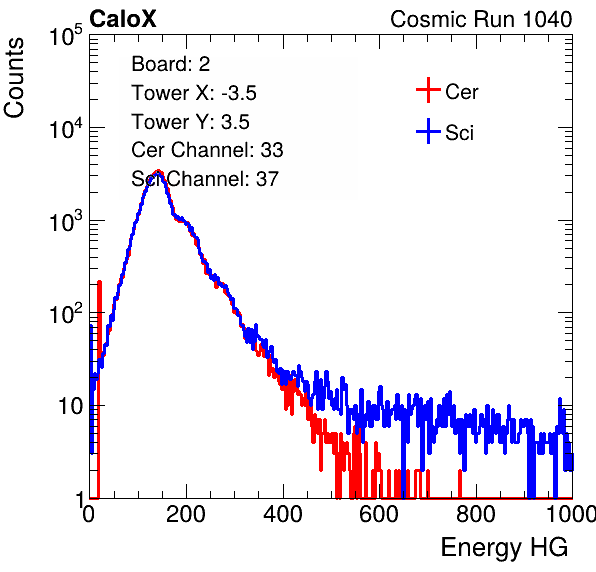 CaloX Cosmic Run 1040
Counts
10^5
10^4
10^3
10^2
10
1
Board: 2
Tower X: -3.5
Tower Y: 3.5
Cer Channel: 33
Sci Channel: 37
Cer
Sci
0 200 400 600 800 1000
Energy HG